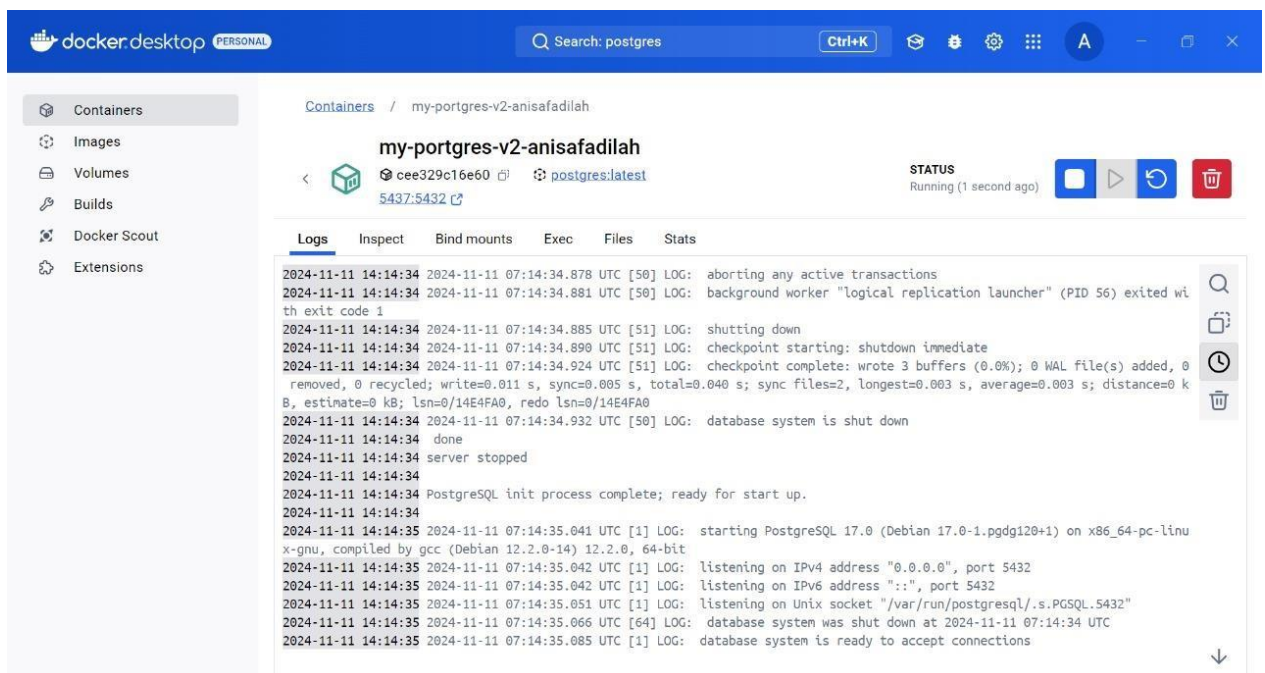 docker.desktop PERSONAL
Search: postgres
Ctrl+K
A
Containers
Images
Volumes
Builds
Docker Scout
Extensions
Containers / my-portgres-v2-anisafadilah
my-portgres-v2-anisafadilah
cee329c16e60 postgres:latest
5437:5432
STATUS
Running (1 second ago)
Logs Inspect Bind mounts Exec Files Stats
2024-11-11 14:14:34 2024-11-11 07:14:34.878 UTC [50] LOG:  aborting any active transactions
2024-11-11 14:14:34 2024-11-11 07:14:34.881 UTC [50] LOG:  background worker "logical replication launcher" (PID 56) exited wi
th exit code 1
2024-11-11 14:14:34 2024-11-11 07:14:34.885 UTC [51] LOG:  shutting down
2024-11-11 14:14:34 2024-11-11 07:14:34.890 UTC [51] LOG:  checkpoint starting: shutdown immediate
2024-11-11 14:14:34 2024-11-11 07:14:34.924 UTC [51] LOG:  checkpoint complete: wrote 3 buffers (0.0%); 0 WAL file(s) added, 0
removed, 0 recycled; write=0.011 s, sync=0.005 s, total=0.040 s; sync files=2, longest=0.003 s, average=0.003 s; distance=0 k
B, estimate=0 kB; lsn=0/14E4FA0, redo lsn=0/14E4FA0
2024-11-11 14:14:34 2024-11-11 07:14:34.932 UTC [50] LOG:  database system is shut down
2024-11-11 14:14:34  done
2024-11-11 14:14:34 server stopped
2024-11-11 14:14:34
2024-11-11 14:14:34 PostgreSQL init process complete; ready for start up.
2024-11-11 14:14:34
2024-11-11 14:14:35 2024-11-11 07:14:35.041 UTC [1] LOG:  starting PostgreSQL 17.0 (Debian 17.0-1.pgdg120+1) on x86_64-pc-linu
x-gnu, compiled by gcc (Debian 12.2.0-14) 12.2.0, 64-bit
2024-11-11 14:14:35 2024-11-11 07:14:35.042 UTC [1] LOG:  listening on IPv4 address "0.0.0.0", port 5432
2024-11-11 14:14:35 2024-11-11 07:14:35.042 UTC [1] LOG:  listening on IPv6 address "::", port 5432
2024-11-11 14:14:35 2024-11-11 07:14:35.051 UTC [1] LOG:  listening on Unix socket "/var/run/postgresql/.s.PGSQL.5432"
2024-11-11 14:14:35 2024-11-11 07:14:35.066 UTC [64] LOG:  database system was shut down at 2024-11-11 07:14:34 UTC
2024-11-11 14:14:35 2024-11-11 07:14:35.085 UTC [1] LOG:  database system is ready to accept connections